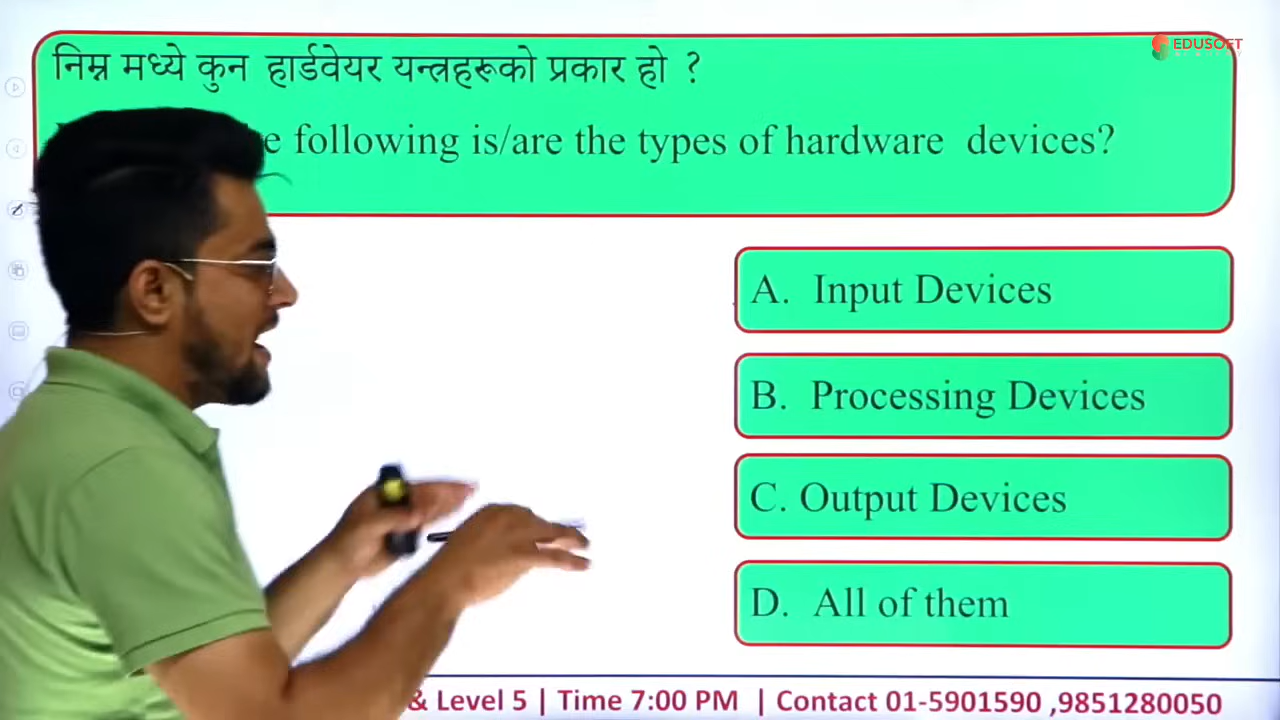 निम्न मध्ये कुन हार्डवेयर यन्त्रहरूको प्रकार हो ?
EDUSOFT
following is/are the types of hardware devices?
A. Input Devices
B. Processing Devices
C. Output Devices
D. All of them
& Level 5 | Time 7:00 PM | Contact 01-5901590 ,9851280050